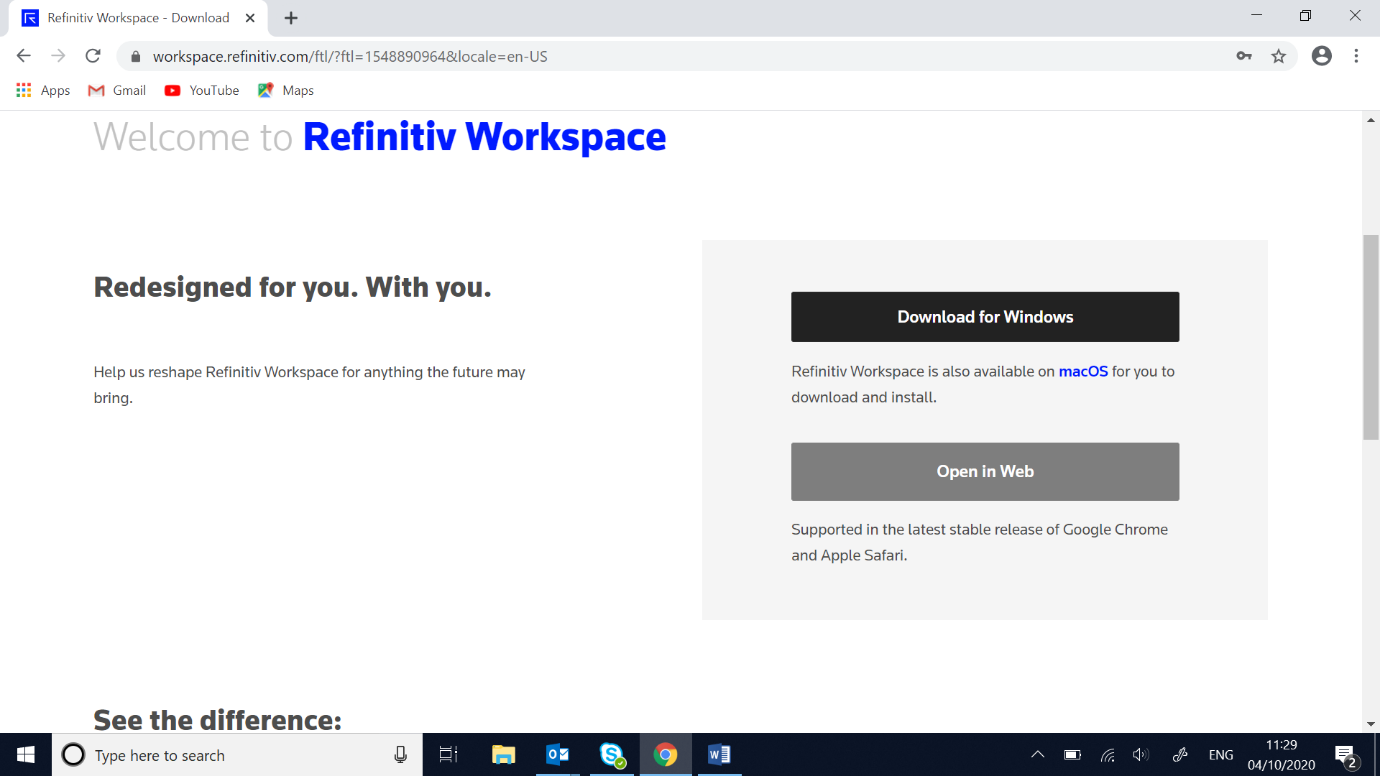 Refinitiv Workspace - Download
workspace.refinitiv.com/ftl/?ftl=1548890964&locale=en-US
Apps Gmail YouTube Maps
Welcome to Refinitiv Workspace
Redesigned for you. With you.
Help us reshape Refinitiv Workspace for anything the future may
bring.
Download for Windows
Refinitiv Workspace is also available on macOS for you to
download and install.
Open in Web
Supported in the latest stable release of Google Chrome
and Apple Safari.
See the difference:
Type here to search
ENG
11:29
04/10/2020
2